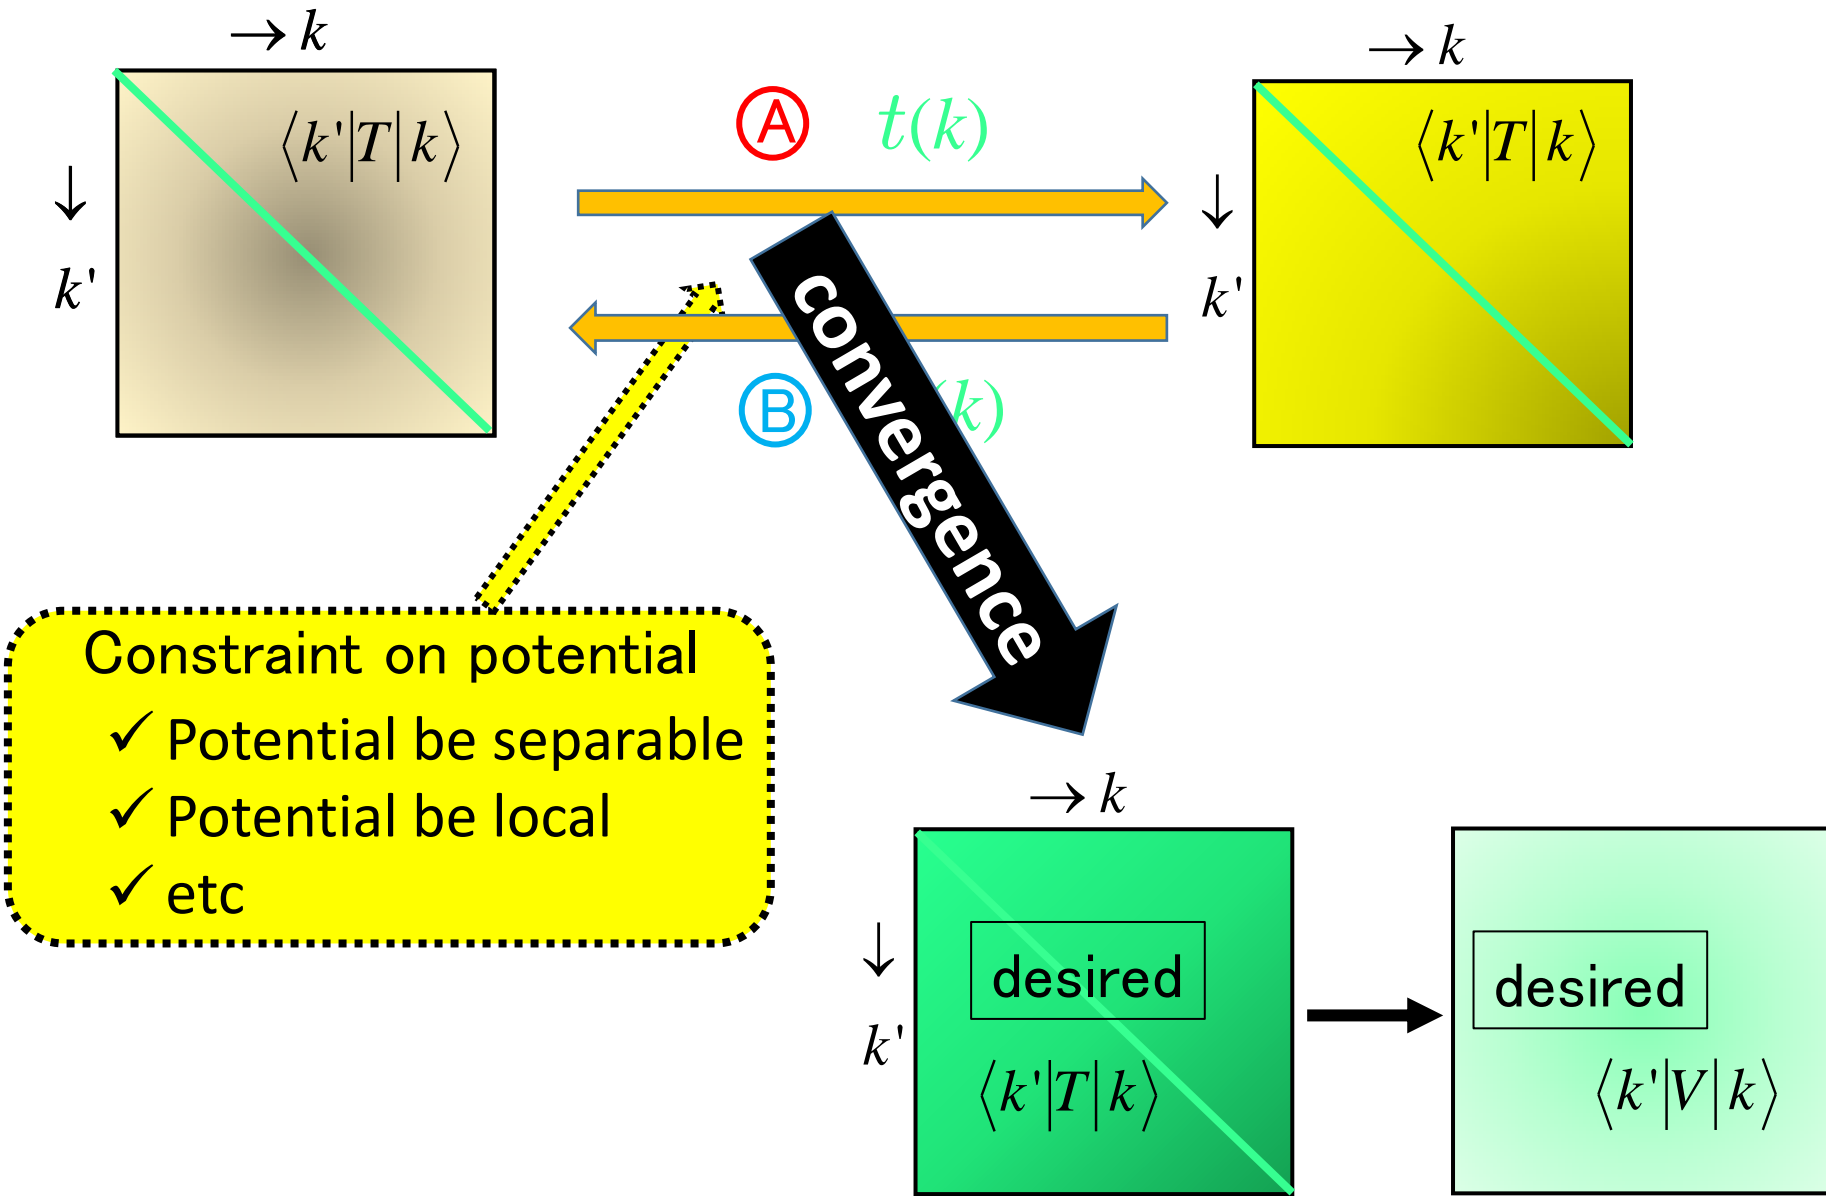 → k
⟨k'|T|k⟩
↓
k'
Ⓐ t(k)
→ k
⟨k'|T|k⟩
↓
k'
Ⓑ (k)
convergence
Constraint on potential
✓ Potential be separable
✓ Potential be local
✓ etc
→ k
↓
k'
desired
⟨k'|T|k⟩
desired
⟨k'|V|k⟩